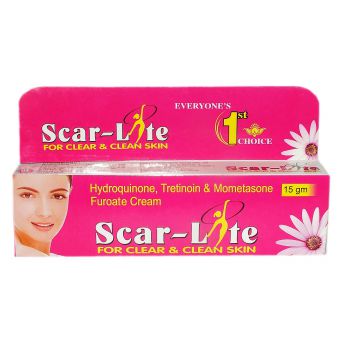 EVERYONE'S
1st
CHOICE
Scar-Lite
FOR CLEAR & CLEAN SKIN
Hydroquinone, Tretinoin & Mometasone
Furoate Cream
15 gm
Scar-Lite
FOR CLEAR & CLEAN SKIN